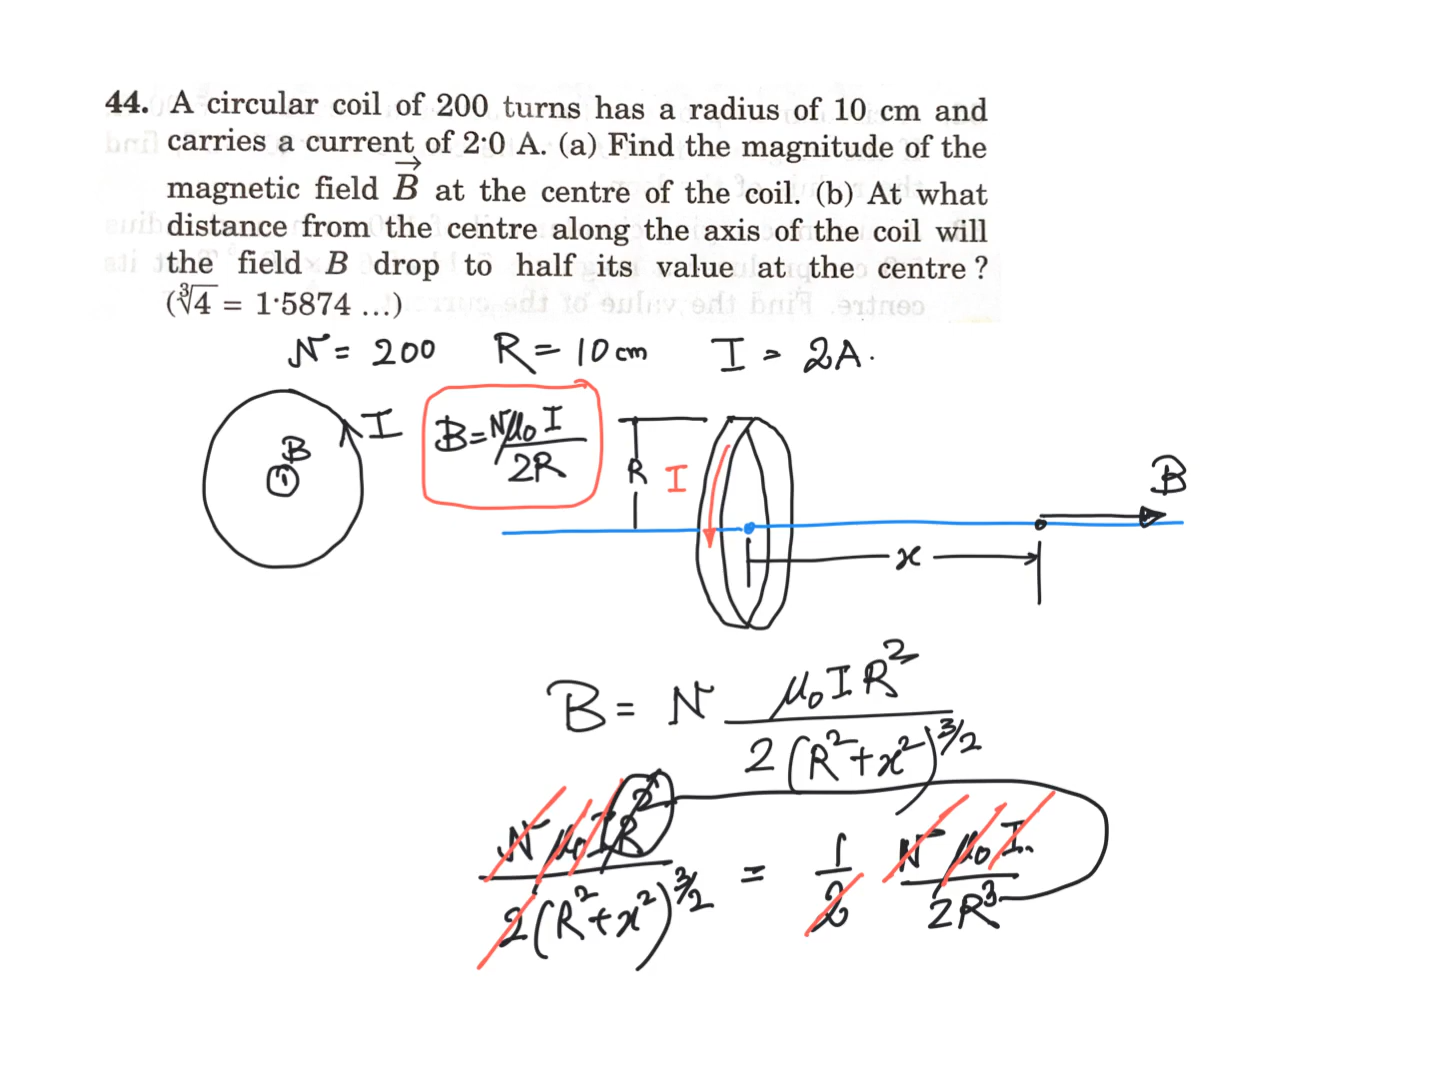 44. A circular coil of 200 turns has a radius of 10 cm and
carries a current of 2·0 A. (a) Find the magnitude of the
magnetic field B⃗ at the centre of the coil. (b) At what
distance from the centre along the axis of the coil will
the field B drop to half its value at the centre ?
(∛4 = 1·5874 ...)
N = 200 R = 10 cm I = 2A.
B I
B = Nμ₀I / 2R
R I
B
x
B = N μ₀IR² / 2(R²+x²)^3/2
Nμ₀IR² / 2(R²+x²)^3/2 = 1/2 Nμ₀I / 2R³